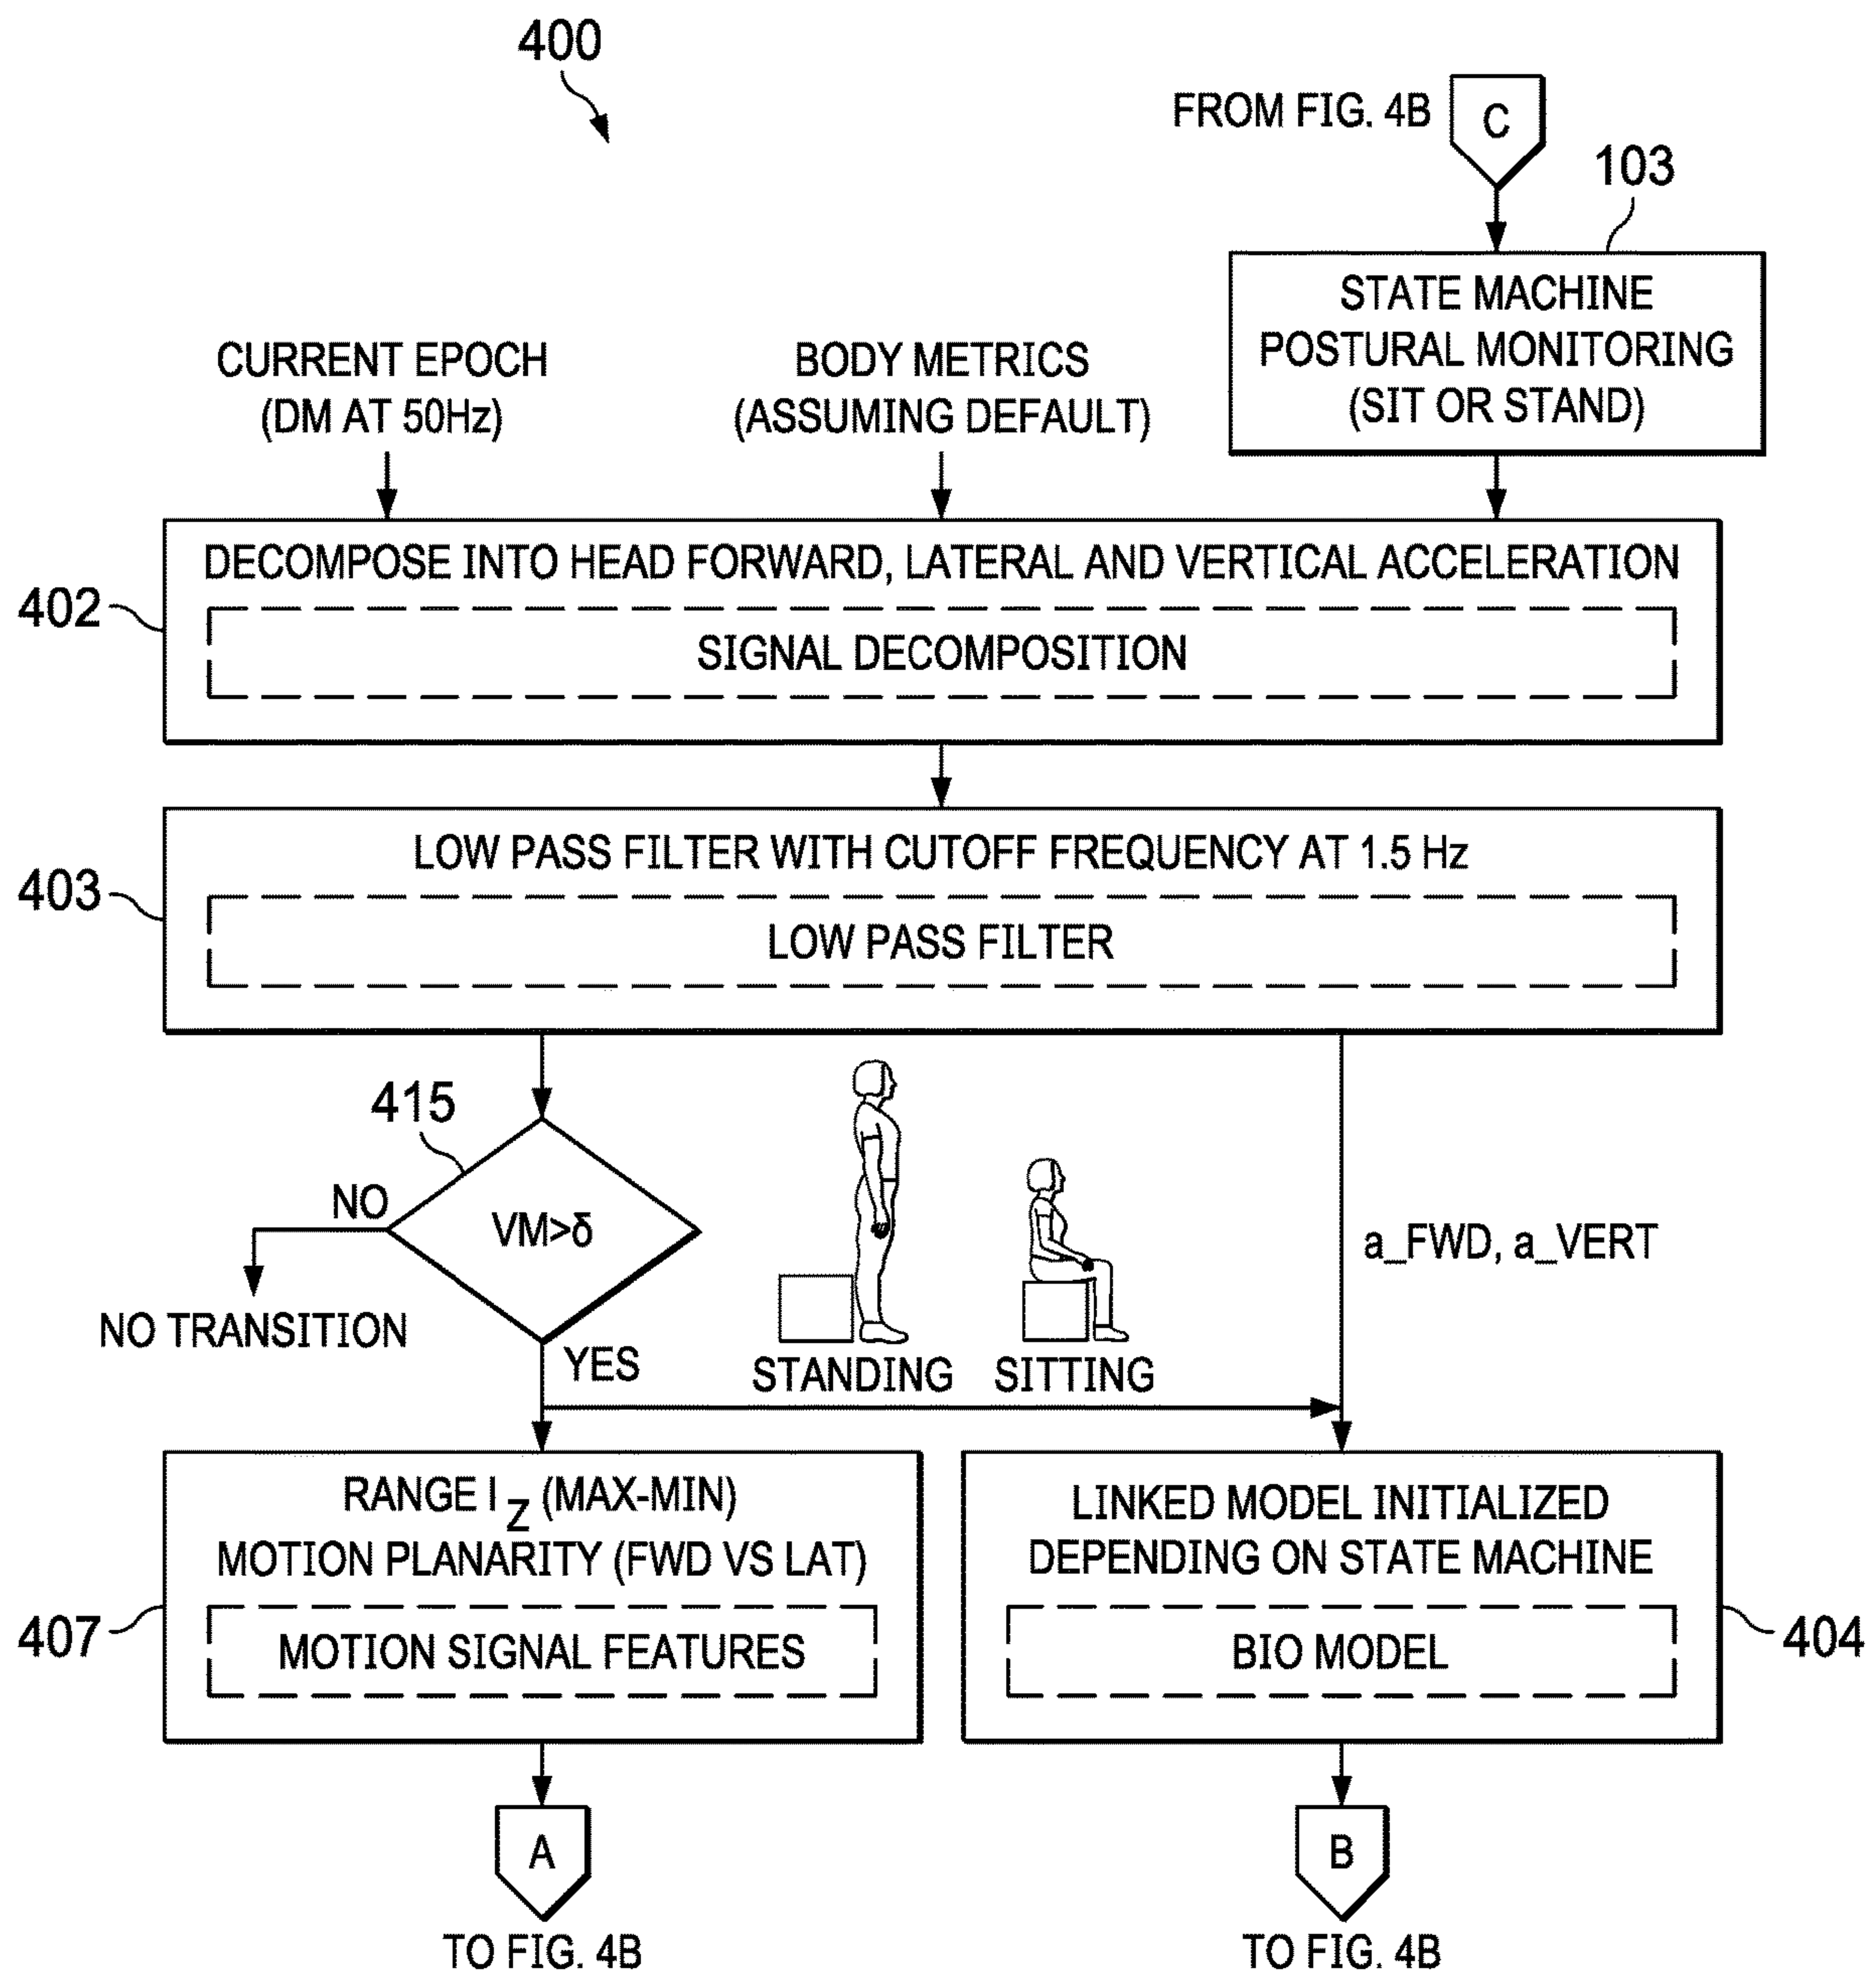 400
FROM FIG. 4B
C
103
STATE MACHINE
POSTURAL MONITORING
(SIT OR STAND)
CURRENT EPOCH
(DM AT 50Hz)
BODY METRICS
(ASSUMING DEFAULT)
DECOMPOSE INTO HEAD FORWARD, LATERAL AND VERTICAL ACCELERATION
402
SIGNAL DECOMPOSITION
LOW PASS FILTER WITH CUTOFF FREQUENCY AT 1.5 Hz
403
LOW PASS FILTER
415
NO
VM>δ
NO TRANSITION
YES
STANDING
SITTING
a_FWD, a_VERT
RANGE I_Z (MAX-MIN)
MOTION PLANARITY (FWD VS LAT)
407
MOTION SIGNAL FEATURES
LINKED MODEL INITIALIZED
DEPENDING ON STATE MACHINE
BIO MODEL
404
A
TO FIG. 4B
B
TO FIG. 4B